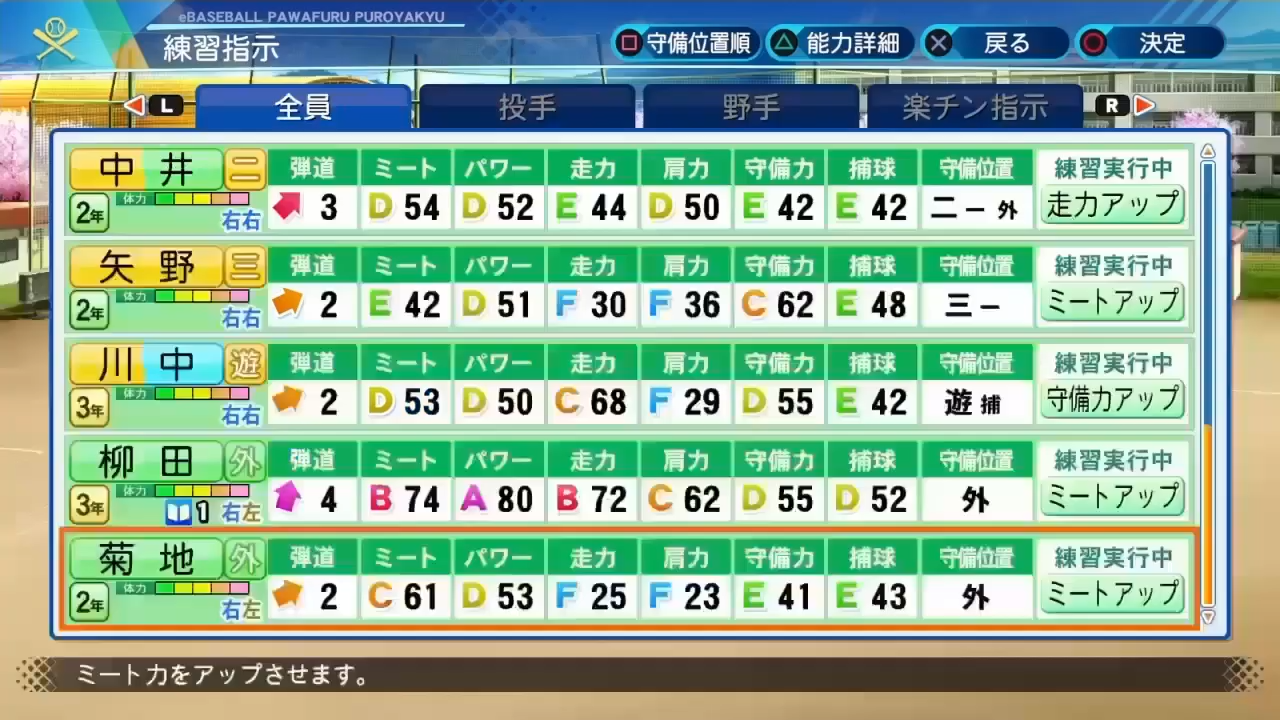 eBASEBALL PAWAFURU PUROYAKYU
練習指示
守備位置順 能力詳細 戻る 決定
L 全員 投手 野手 楽チン指示 R
中井 二 弾道 ミート パワー 走力 肩力 守備力 捕球 守備位置 練習実行中
2年 体力 右右 3 D 54 D 52 E 44 D 50 E 42 E 42 二 一 外 走力アップ
矢野 三 弾道 ミート パワー 走力 肩力 守備力 捕球 守備位置 練習実行中
2年 体力 右右 2 E 42 D 51 F 30 F 36 C 62 E 48 三 一 ミートアップ
川中 遊 弾道 ミート パワー 走力 肩力 守備力 捕球 守備位置 練習実行中
3年 体力 右右 2 D 53 D 50 C 68 F 29 D 55 E 42 遊 捕 守備力アップ
柳田 外 弾道 ミート パワー 走力 肩力 守備力 捕球 守備位置 練習実行中
3年 体力 1 右左 4 B 74 A 80 B 72 C 62 D 55 D 52 外 ミートアップ
菊地 外 弾道 ミート パワー 走力 肩力 守備力 捕球 守備位置 練習実行中
2年 体力 右左 2 C 61 D 53 F 25 F 23 E 41 E 43 外 ミートアップ
ミート力をアップさせます。